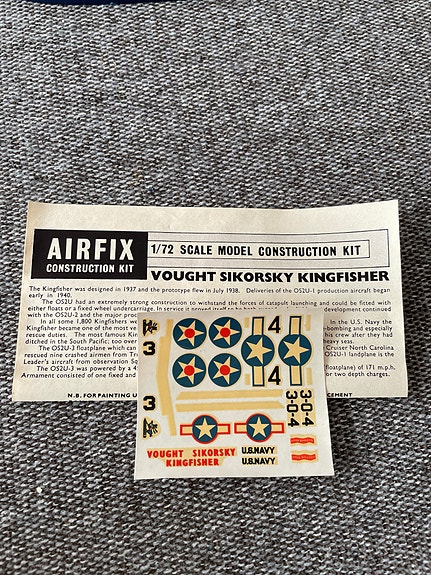 AIRFIX
CONSTRUCTION KIT
1/72 SCALE MODEL CONSTRUCTION KIT
VOUGHT SIKORSKY KINGFISHER
The Kingfisher was designed in 1937 and the prototype flew in July 1938. Deliveries of the OS2U-1 production aircraft began
early in 1940.
The OS2U had an extremely strong construction to withstand the forces of catapult launching and could be fitted with
either floats or a fixed wheel undercarriage. In service it proved itself to be both development continued
with the OS2U-2 and the major
In all some 1,800 Kingfishers In the U.S. Navy the
Kingfisher became one of the most -bombing and especially
rescue duties. The most famous King his crew after they had
ditched in the South Pacific; too heavy seas.
The OS2U-3 floatplane which can Cruiser North Carolina
rescued nine crashed airmen from OS2U-1 landplane is the
leader's aircraft from observation
The OS2U-3 was powered by a floatplane) of 171 m.p.h.
Armament consisted of one fixed and two depth charges.
N.B. FOR PAINTING
3
4
4
3
3-O-4
3-O-4
VOUGHT SIKORSKY
KINGFISHER
U.S.NAVY
U.S.NAVY